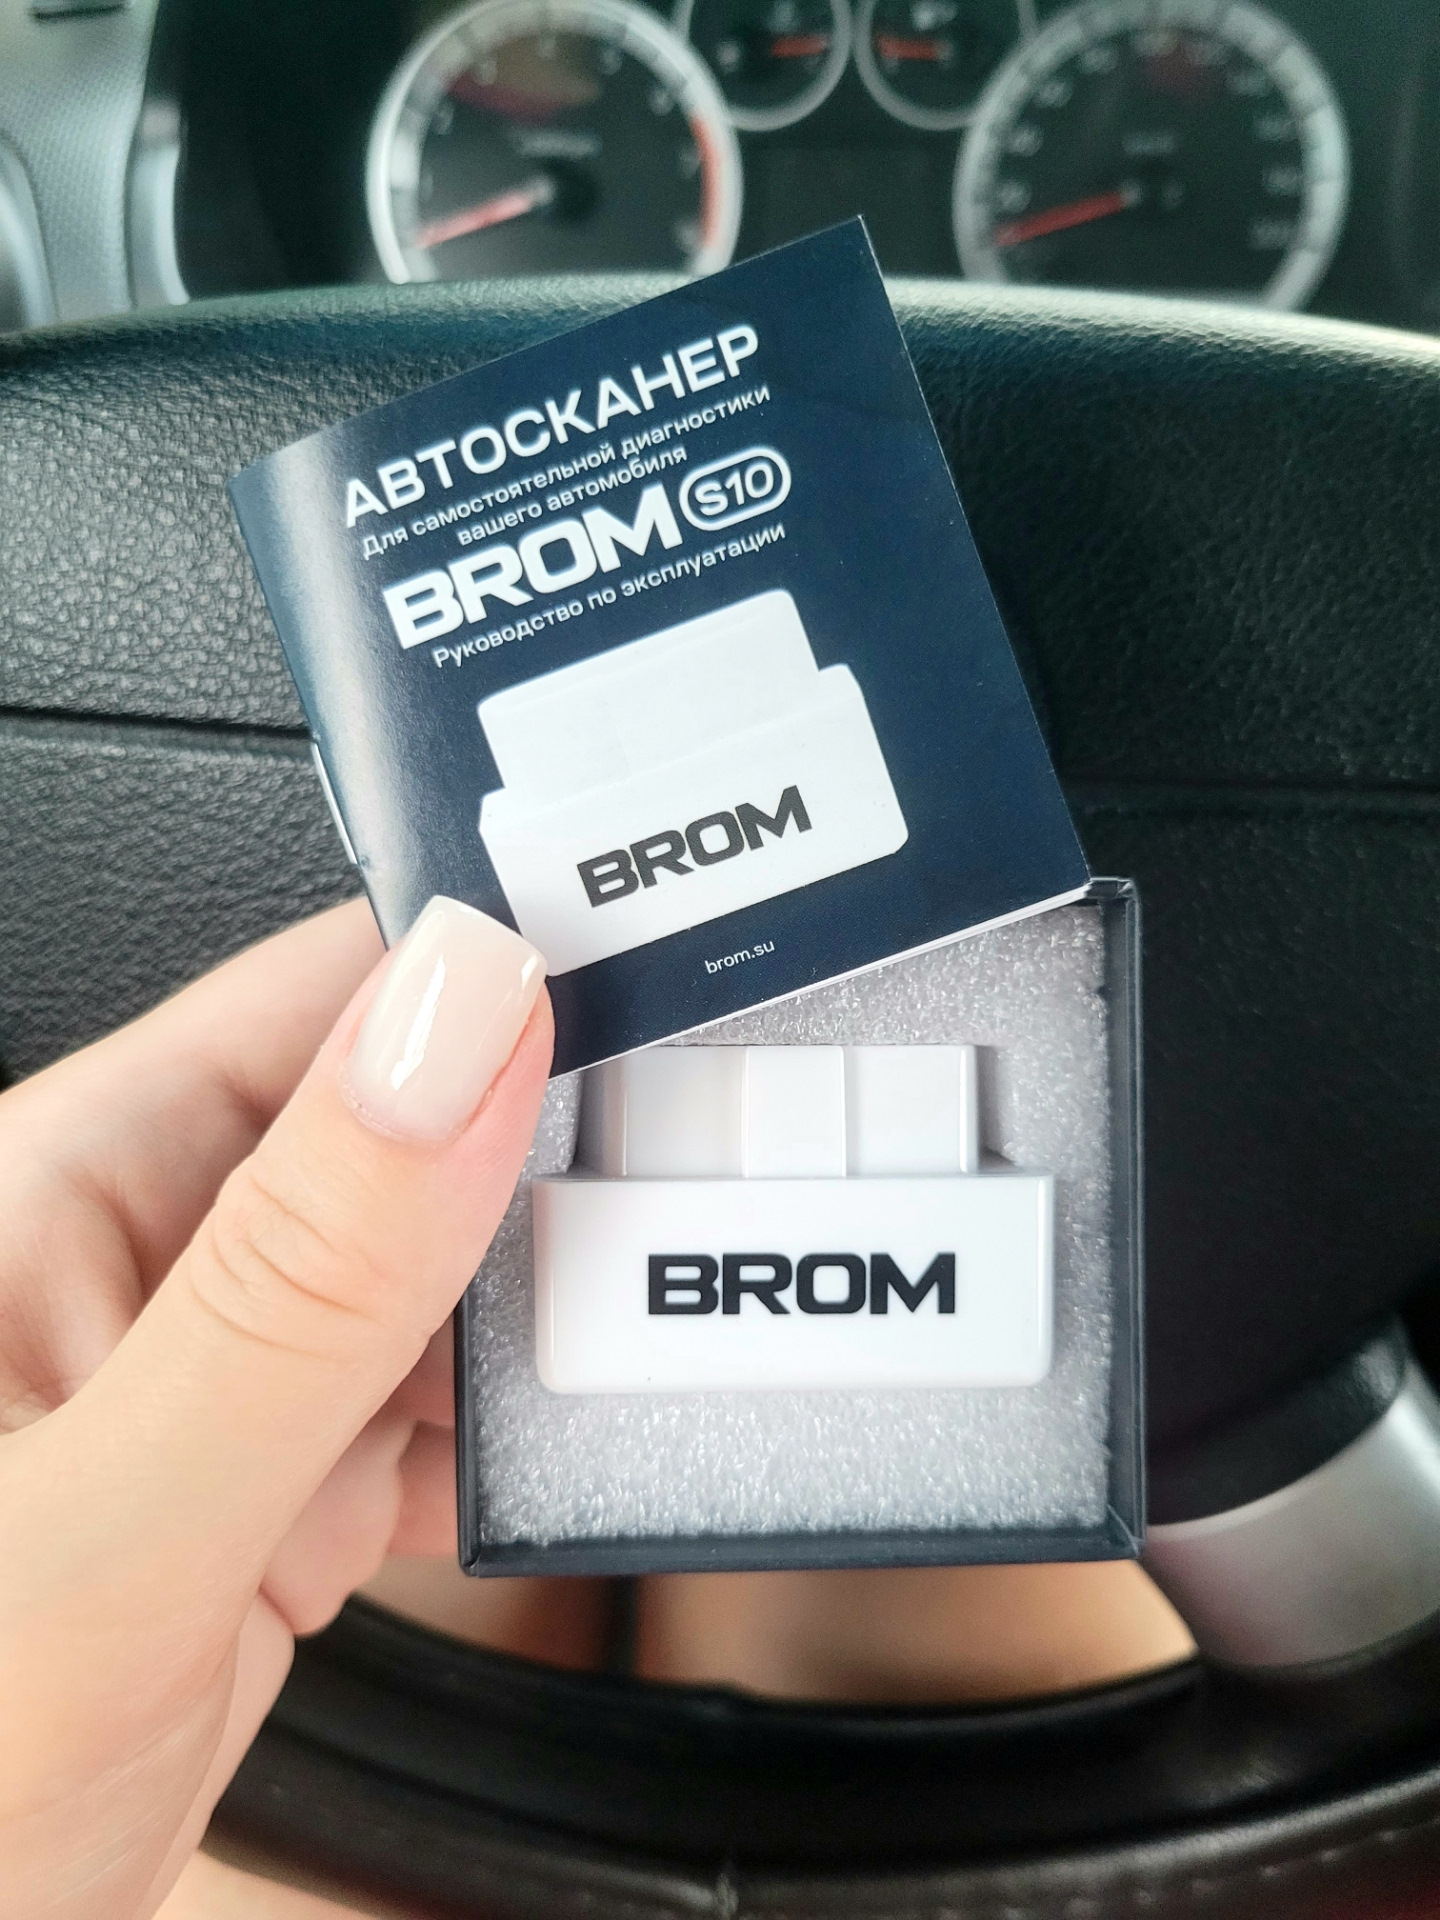 АВТОСКАНЕР
Для самостоятельной диагностики
вашего автомобиля
BROM S10
Руководство по эксплуатации
BROM
brom.su
BROM